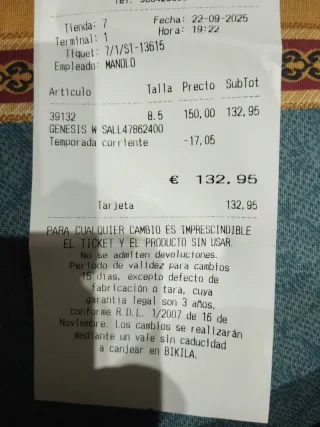 Tienda: 7 Fecha: 22-09-2025
Terminal: 1 Hora: 19:22
Tiquet: 7/1/S1-13615
Empleado: MANOLO
Artículo Talla Precio SubTot
39132 8.5 150,00 132,95
GENESIS W SALL47862400
Temporada corriente -17,05
€ 132,95
Tarjeta 132,95
PARA CUALQUIER CAMBIO ES IMPRESCINDIBLE
EL TICKET Y EL PRODUCTO SIN USAR.
No se admiten devoluciones.
Periodo de validez para cambios
15 días, excepto defecto de
fabricación o tara, cuya
garantía legal son 3 años,
conforme R.D.L. 1/2007 de 16 de
Noviembre. Los cambios se realizarán
mediante un vale sin caducidad
a canjear en BIKILA.